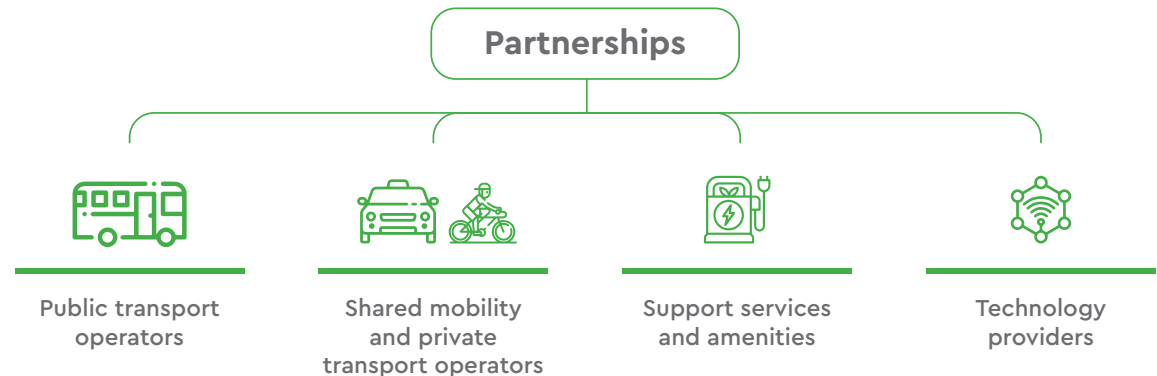 Partnerships
Public transport
operators
Shared mobility
and private
transport operators
Support services
and amenities
Technology
providers